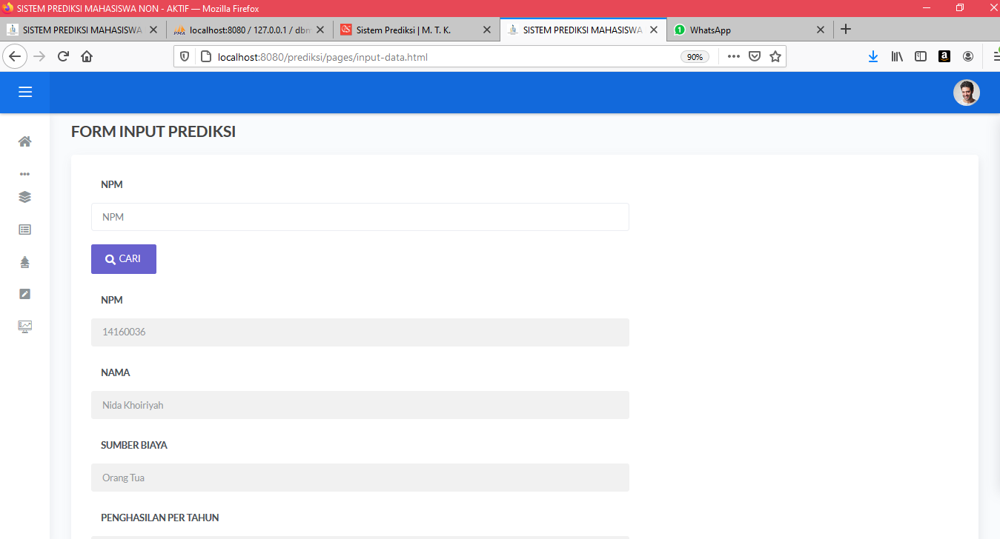 SISTEM PREDIKSI MAHASISWA NON - AKTIF — Mozilla Firefox
SISTEM PREDIKSI MAHASISWA
PMA localhost:8080 / 127.0.0.1 / dbm
Sistem Prediksi | M. T. K.
SISTEM PREDIKSI MAHASISWA
1 WhatsApp
localhost:8080/prediksi/pages/input-data.html
90%
a
FORM INPUT PREDIKSI
NPM
NPM
CARI
NPM
14160036
NAMA
Nida Khoiriyah
SUMBER BIAYA
Orang Tua
PENGHASILAN PER TAHUN